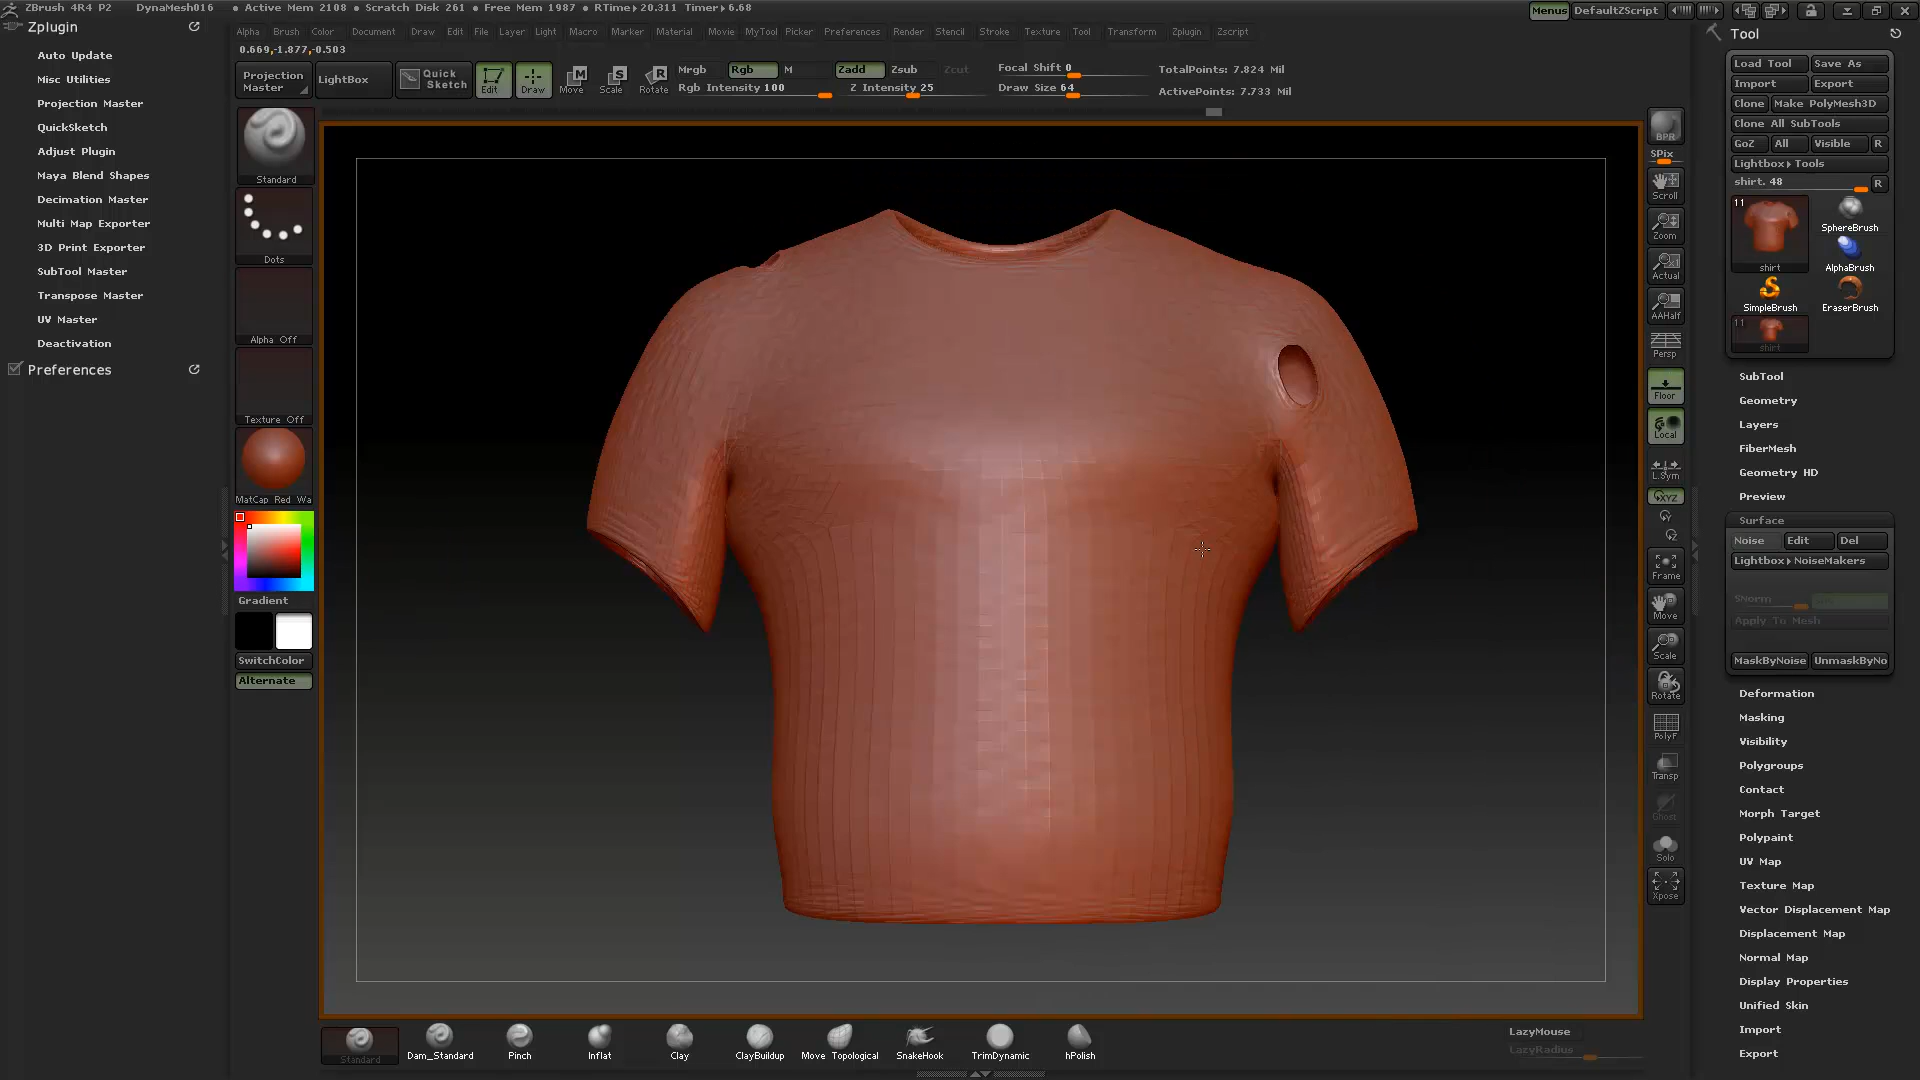 ZBrush 4R4 P2 DynaMesh016 • Active Mem 2108 • Scratch Disk 261 • Free Mem 1987 • RTime▸20.311 Timer▸6.68
Menus DefaultZScript
Zplugin
Auto Update
Misc Utilities
Projection Master
QuickSketch
Adjust Plugin
Maya Blend Shapes
Decimation Master
Multi Map Exporter
3D Print Exporter
SubTool Master
Transpose Master
UV Master
Deactivation
Preferences
Alpha Brush Color Document Draw Edit File Layer Light Macro Marker Material Movie MyTool Picker Preferences Render Stencil Stroke Texture Tool Transform Zplugin Zscript
0.669,-1.877,-0.503
Projection Master
LightBox
Quick Sketch
Edit
Draw
Move
Scale
Rotate
Mrgb Rgb M
Rgb Intensity 100
Zadd Zsub Zcut
Z Intensity 25
Focal Shift 0
Draw Size 64
TotalPoints: 7.824 Mil
ActivePoints: 7.733 Mil
Standard
Dots
Alpha Off
Texture Off
MatCap Red Wa
Gradient
SwitchColor
Alternate
BPR
SPix
Scroll
Zoom
Actual
AAHalf
Persp
Floor
Local
L.Sym
XYZ
Frame
Move
Scale
Rotate
PolyF
Transp
Ghost
Solo
Xpose
Tool
Load Tool Save As
Import Export
Clone Make PolyMesh3D
Clone All SubTools
GoZ All Visible R
Lightbox▸Tools
shirt. 48 R
11
shirt
SphereBrush
AlphaBrush
SimpleBrush
EraserBrush
11
shirt
SubTool
Geometry
Layers
FiberMesh
Geometry HD
Preview
Surface
Noise Edit Del
Lightbox▸NoiseMakers
SNorm
Apply To Mesh
MaskByNoise UnmaskByNo
Deformation
Masking
Visibility
Polygroups
Contact
Morph Target
Polypaint
UV Map
Texture Map
Vector Displacement Map
Displacement Map
Normal Map
Display Properties
Unified Skin
Import
Export
Standard
Dam_Standard
Pinch
Inflat
Clay
ClayBuildup
Move Topological
SnakeHook
TrimDynamic
hPolish
LazyMouse
LazyRadius